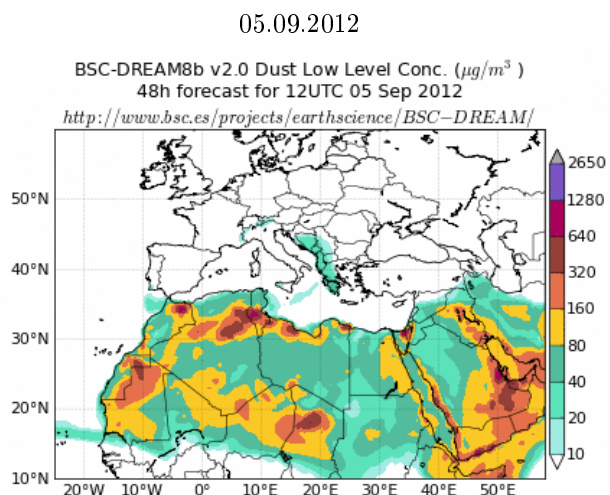 05.09.2012
BSC-DREAM8b v2.0 Dust Low Level Conc. (μg/m³ )
48h forecast for 12UTC 05 Sep 2012
http://www.bsc.es/projects/earthscience/BSC−DREAM/
2650
1280
640
320
160
80
40
20
10
50°N
40°N
30°N
20°N
10°N
20°W 10°W 0° 10°E 20°E 30°E 40°E 50°E